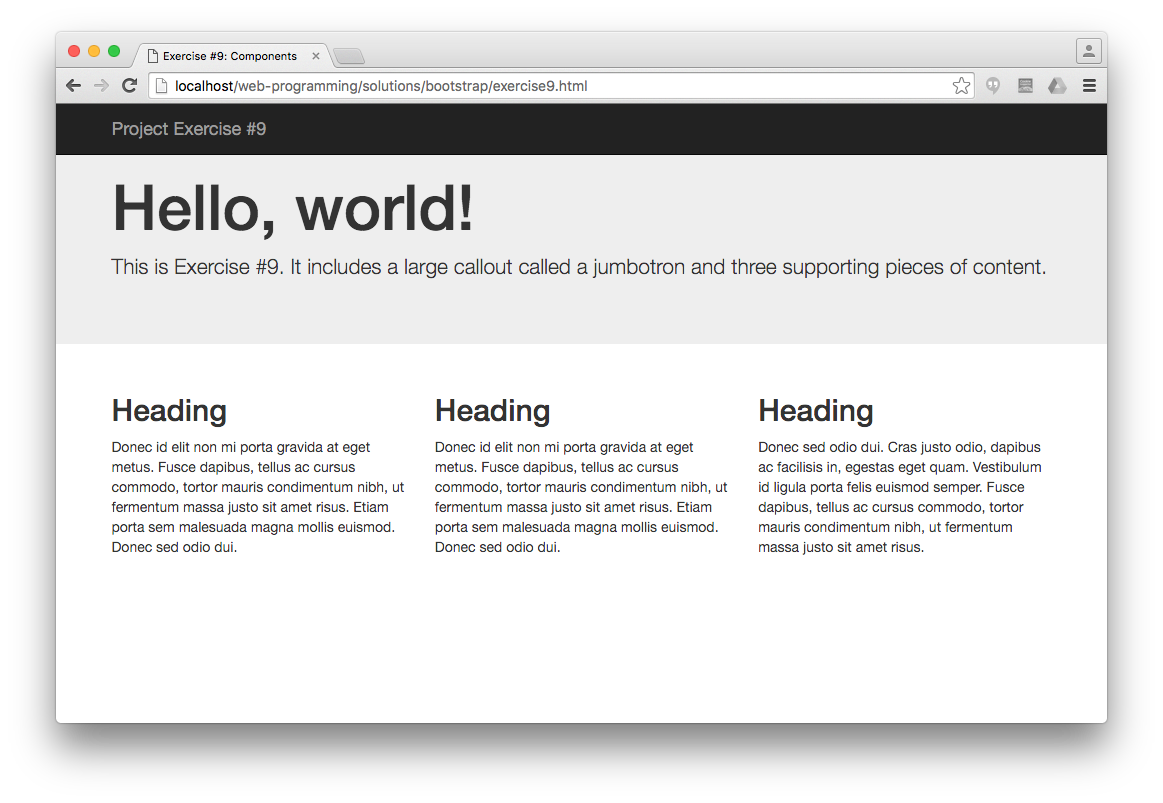 Exercise #9: Components
localhost/web-programming/solutions/bootstrap/exercise9.html
Project Exercise #9
Hello, world!
This is Exercise #9. It includes a large callout called a jumbotron and three supporting pieces of content.
Heading
Donec id elit non mi porta gravida at eget
metus. Fusce dapibus, tellus ac cursus
commodo, tortor mauris condimentum nibh, ut
fermentum massa justo sit amet risus. Etiam
porta sem malesuada magna mollis euismod.
Donec sed odio dui.
Heading
Donec id elit non mi porta gravida at eget
metus. Fusce dapibus, tellus ac cursus
commodo, tortor mauris condimentum nibh, ut
fermentum massa justo sit amet risus. Etiam
porta sem malesuada magna mollis euismod.
Donec sed odio dui.
Heading
Donec sed odio dui. Cras justo odio, dapibus
ac facilisis in, egestas eget quam. Vestibulum
id ligula porta felis euismod semper. Fusce
dapibus, tellus ac cursus commodo, tortor
mauris condimentum nibh, ut fermentum
massa justo sit amet risus.